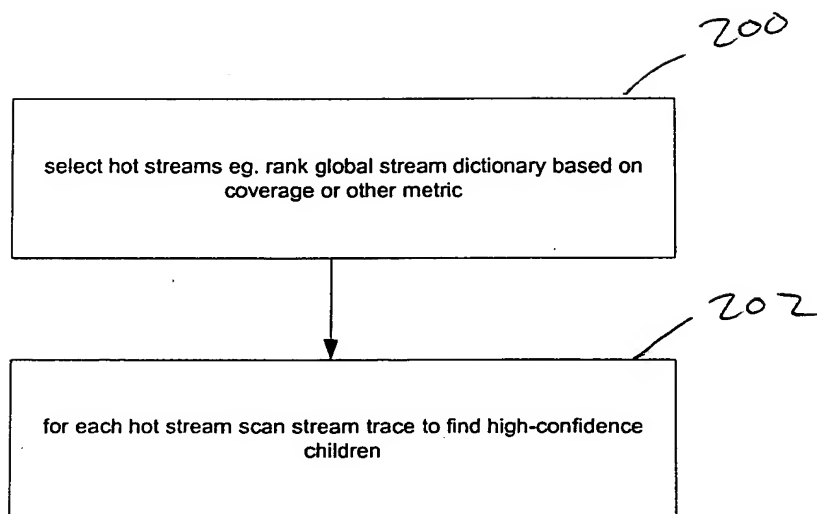 200
select hot streams eg. rank global stream dictionary based on
coverage or other metric
202
for each hot stream scan stream trace to find high-confidence
children